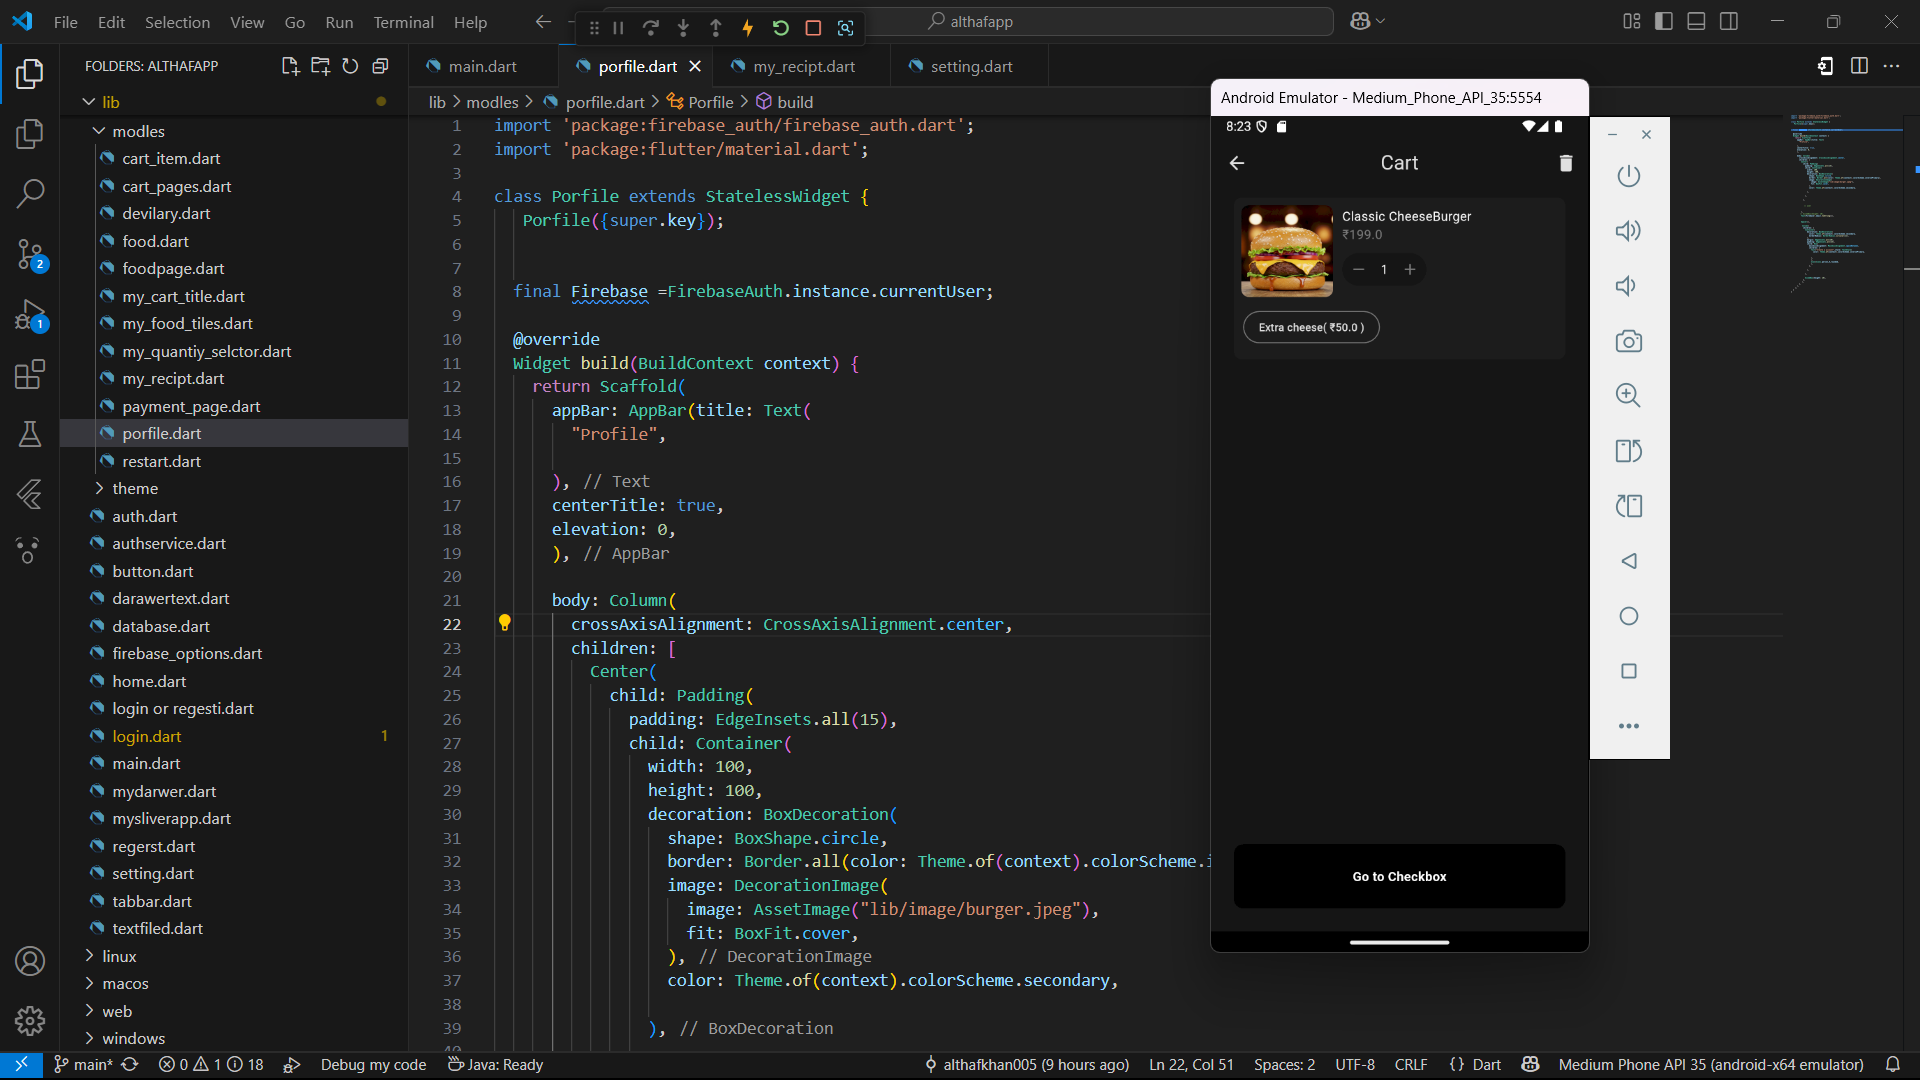 File Edit Selection View Go Run Terminal Help
althafapp
FOLDERS: ALTHAFAPP
lib
modles
cart_item.dart
cart_pages.dart
devilary.dart
food.dart
foodpage.dart
my_cart_title.dart
my_food_tiles.dart
my_quantiy_selctor.dart
my_recipt.dart
payment_page.dart
porfile.dart
restart.dart
theme
auth.dart
authservice.dart
button.dart
darawertext.dart
database.dart
firebase_options.dart
home.dart
login or regesti.dart
login.dart 1
main.dart
mydarwer.dart
mysliverapp.dart
regerst.dart
setting.dart
tabbar.dart
textfiled.dart
linux
macos
web
windows
2
1
main.dart porfile.dart my_recipt.dart setting.dart
lib > modles > porfile.dart > Porfile > build
1 import 'package:firebase_auth/firebase_auth.dart';
2 import 'package:flutter/material.dart';
3
4 class Porfile extends StatelessWidget {
5 Porfile({super.key});
6
7
8 final Firebase =FirebaseAuth.instance.currentUser;
9
10 @override
11 Widget build(BuildContext context) {
12 return Scaffold(
13 appBar: AppBar(title: Text(
14 "Profile",
15
16 ), // Text
17 centerTitle: true,
18 elevation: 0,
19 ), // AppBar
20
21 body: Column(
22 crossAxisAlignment: CrossAxisAlignment.center,
23 children: [
24 Center(
25 child: Padding(
26 padding: EdgeInsets.all(15),
27 child: Container(
28 width: 100,
29 height: 100,
30 decoration: BoxDecoration(
31 shape: BoxShape.circle,
32 border: Border.all(color: Theme.of(context).colorScheme.i
33 image: DecorationImage(
34 image: AssetImage("lib/image/burger.jpeg"),
35 fit: BoxFit.cover,
36 ), // DecorationImage
37 color: Theme.of(context).colorScheme.secondary,
38
39 ), // BoxDecoration
Android Emulator - Medium_Phone_API_35:5554
8:23
Cart
Classic CheeseBurger
₹199.0
1
Extra cheese( ₹50.0 )
Go to Checkbox
main* 0 1 18 Debug my code Java: Ready althafkhan005 (9 hours ago) Ln 22, Col 51 Spaces: 2 UTF-8 CRLF {} Dart Medium Phone API 35 (android-x64 emulator)